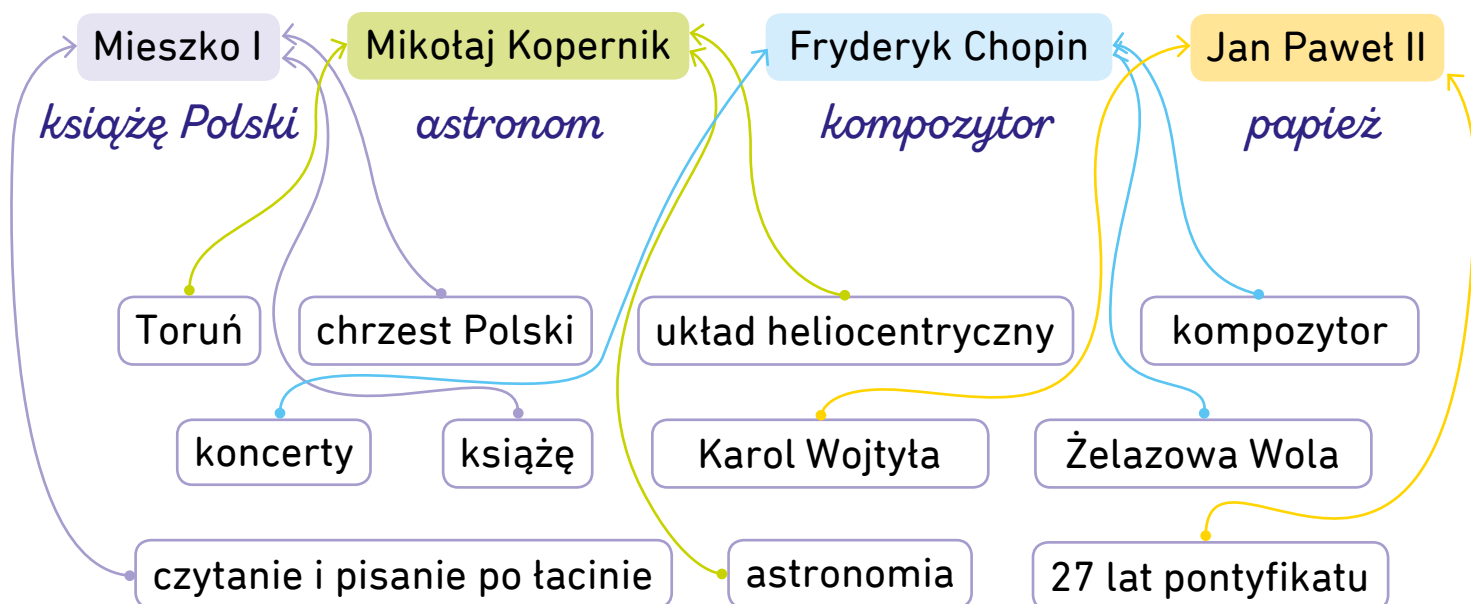 Mieszko I
Mikołaj Kopernik
Fryderyk Chopin
Jan Paweł II
książę Polski
astronom
kompozytor
papież
Toruń
chrzest Polski
układ heliocentryczny
kompozytor
koncerty
książę
Karol Wojtyła
Żelazowa Wola
czytanie i pisanie po łacinie
astronomia
27 lat pontyfikatu